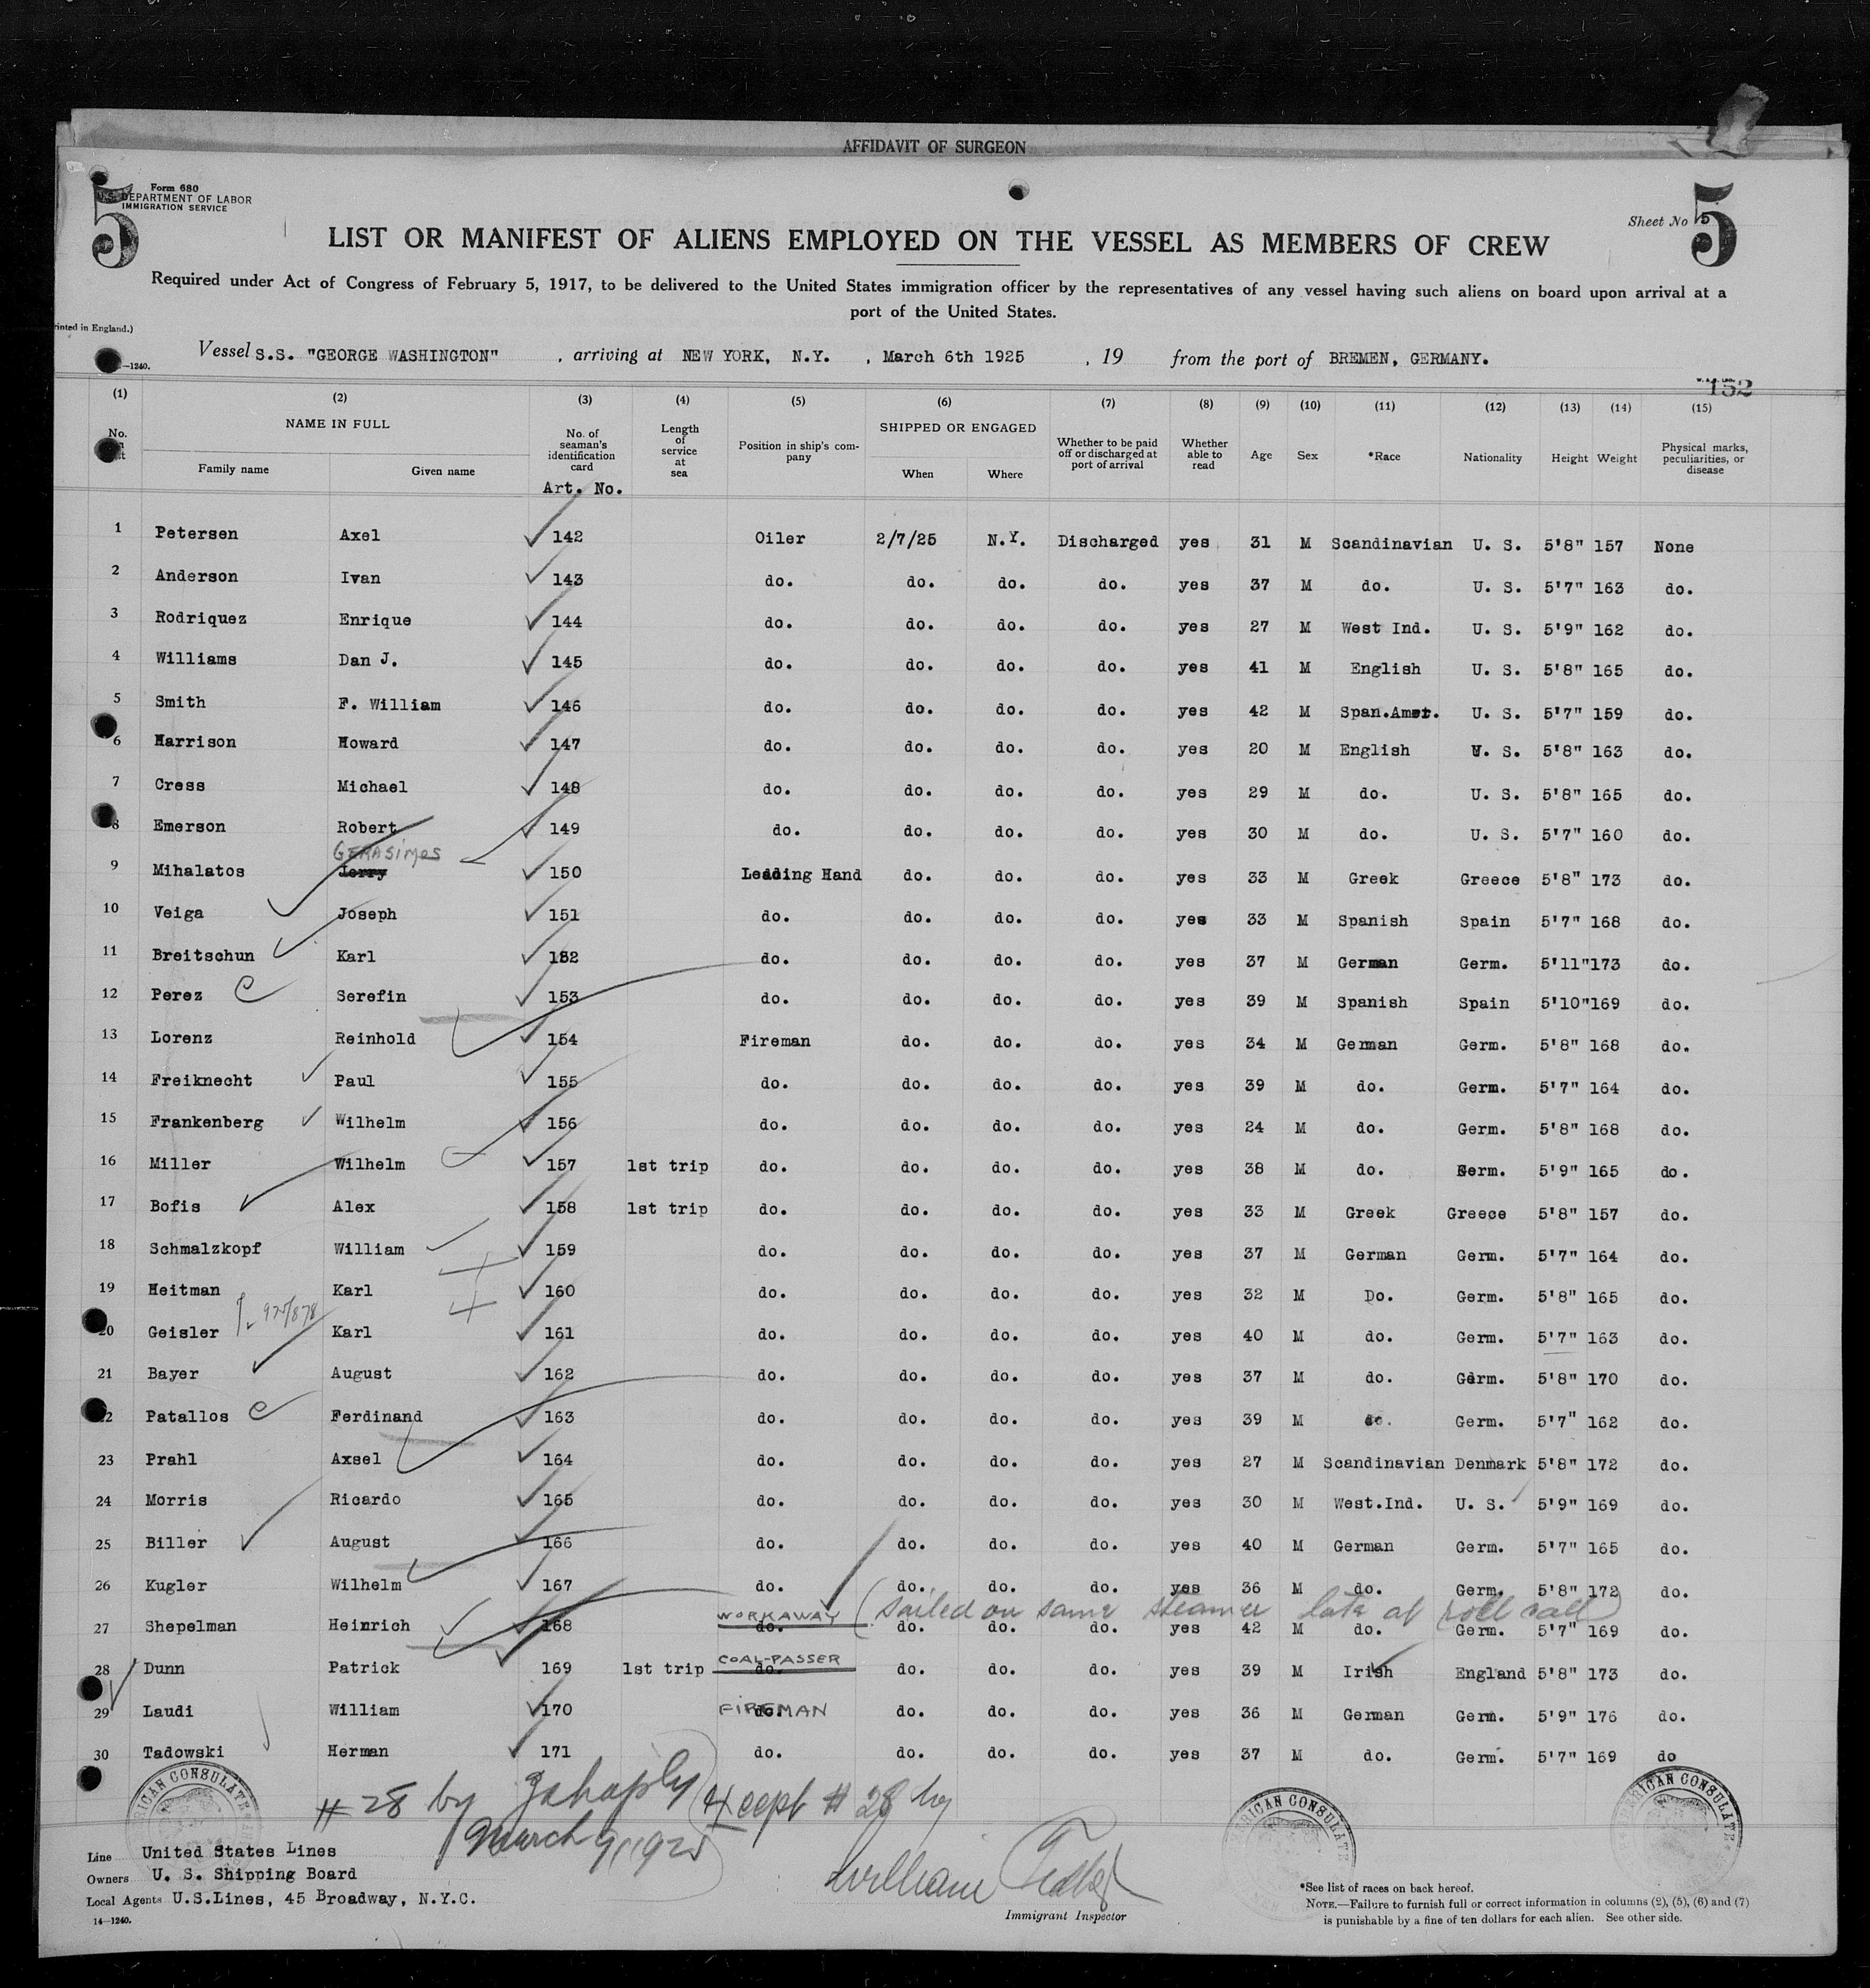 AFFIDAVIT OF SURGEON
5
Form 680
U.S. DEPARTMENT OF LABOR
IMMIGRATION SERVICE
Sheet No 5
5
LIST OR MANIFEST OF ALIENS EMPLOYED ON THE VESSEL AS MEMBERS OF CREW
Required under Act of Congress of February 5, 1917, to be delivered to the United States immigration officer by the representatives of any vessel having such aliens on board upon arrival at a
port of the United States.
rinted in England.)
Vessel S.S. "GEORGE WASHINGTON" , arriving at NEW YORK, N.Y. , March 6th 1925 , 19 from the port of BREMEN, GERMANY.
—1240.
152
(1) (2) (3) (4) (5) (6) (7) (8) (9) (10) (11) (12) (13) (14) (15)
No. NAME IN FULL Family name Given name No. of seaman's identification card Length of service at sea Position in ship's company SHIPPED OR ENGAGED When Where Whether to be paid off or discharged at port of arrival Whether able to read Age Sex *Race Nationality Height Weight Physical marks, peculiarities, or disease
Art. No.
1 Petersen Axel 142 Oiler 2/7/25 N.Y. Discharged yes 31 M Scandinavian U. S. 5'8" 157 None
2 Anderson Ivan 143 do. do. do. do. yes 37 M do. U. S. 5'7" 163 do.
3 Rodriquez Enrique 144 do. do. do. do. yes 27 M West Ind. U. S. 5'9" 162 do.
4 Williams Dan J. 145 do. do. do. do. yes 41 M English U. S. 5'8" 165 do.
5 Smith F. William 146 do. do. do. do. yes 42 M Span.Amer. U. S. 5'7" 159 do.
6 Harrison Howard 147 do. do. do. do. yes 20 M English U. S. 5'8" 163 do.
7 Cress Michael 148 do. do. do. do. yes 29 M do. U. S. 5'8" 165 do.
8 Emerson Robert 149 do. do. do. do. yes 30 M do. U. S. 5'7" 160 do.
GERASimos
9 Mihalatos Jerry 150 Leading Hand do. do. do. yes 33 M Greek Greece 5'8" 173 do.
10 Veiga Joseph 151 do. do. do. do. yes 33 M Spanish Spain 5'7" 168 do.
11 Breitschun Karl 152 do. do. do. do. yes 37 M German Germ. 5'11" 173 do.
12 Perez Serefin 153 do. do. do. do. yes 39 M Spanish Spain 5'10" 169 do.
13 Lorenz Reinhold 154 Fireman do. do. do. yes 34 M German Germ. 5'8" 168 do.
14 Freiknecht Paul 155 do. do. do. do. yes 39 M do. Germ. 5'7" 164 do.
15 Frankenberg Wilhelm 156 do. do. do. do. yes 24 M do. Germ. 5'8" 168 do.
16 Miller Wilhelm 157 1st trip do. do. do. do. yes 38 M do. Germ. 5'9" 165 do.
17 Bofis Alex 158 1st trip do. do. do. do. yes 33 M Greek Greece 5'8" 157 do.
18 Schmalzkopf William 159 do. do. do. do. yes 37 M German Germ. 5'7" 164 do.
19 Heitman Karl 160 do. do. do. do. yes 32 M Do. Germ. 5'8" 165 do.
20 Geisler Karl 161 do. do. do. do. yes 40 M do. Germ. 5'7" 163 do.
21 Bayer August 162 do. do. do. do. yes 37 M do. Germ. 5'8" 170 do.
22 Patallos Ferdinand 163 do. do. do. do. yes 39 M do. Germ. 5'7" 162 do.
23 Prahl Axsel 164 do. do. do. do. yes 27 M Scandinavian Denmark 5'8" 172 do.
24 Morris Ricardo 165 do. do. do. do. yes 30 M West.Ind. U. S. 5'9" 169 do.
25 Biller August 166 do. do. do. do. yes 40 M German Germ. 5'7" 165 do.
26 Kugler Wilhelm 167 do. do. do. do. yes 36 M do. Germ. 5'8" 172 do.
WORKAWAY (Sailed on same steamer late at roll call)
27 Shepelman Heinrich 168 do. do. do. do. yes 42 M do. Germ. 5'7" 169 do.
COAL-PASSER
28 Dunn Patrick 169 1st trip do. do. do. do. yes 39 M Irish England 5'8" 173 do.
29 Laudi William 170 FIREMAN do. do. do. do. yes 36 M German Germ. 5'9" 176 do.
30 Tadowski Herman 171 do. do. do. do. yes 37 M do. Germ. 5'7" 169 do
AMERICAN CONSULATE
AMERICAN CONSULATE
AMERICAN CONSULATE
# 28 by
Except # 28 by
March 9, 1925
William
Immigrant Inspector
Line United States Lines
Owners U. S. Shipping Board
Local Agents U.S.Lines, 45 Broadway, N.Y.C.
14—1240.
*See list of races on back hereof.
NOTE.—Failure to furnish full or correct information in columns (2), (5), (6) and (7)
is punishable by a fine of ten dollars for each alien. See other side.